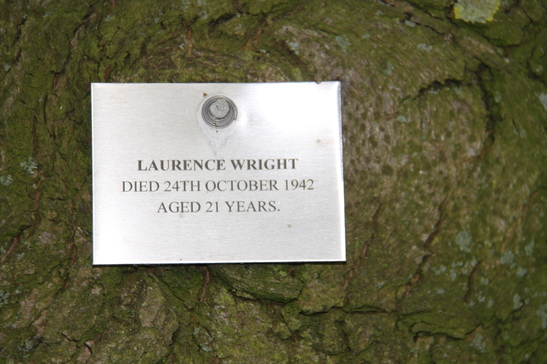 LAURENCE WRIGHT
DIED 24TH OCTOBER 1942
AGED 21 YEARS.